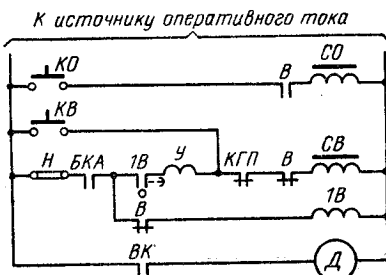 К источнику оперативного тока
КО
В
СО
КВ
Н
БКА
1В
У
КГП
В
СВ
В
1В
ВК
Д